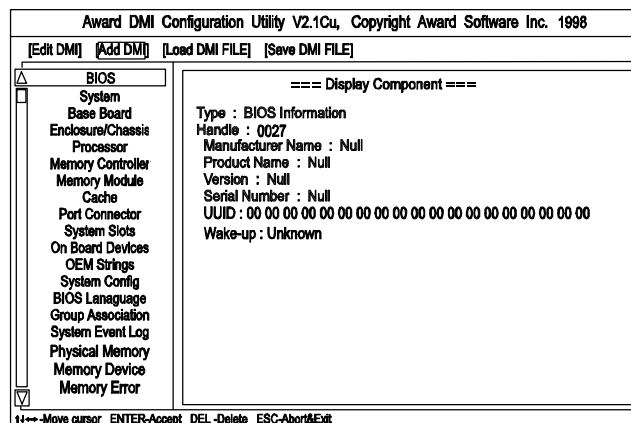 Award DMI Configuration Utility V2.1Cu, Copyright Award Software Inc. 1998
[Edit DMI] [Add DMI] [Load DMI FILE] [Save DMI FILE]
BIOS
System
Base Board
Enclosure/Chassis
Processor
Memory Controller
Memory Module
Cache
Port Connector
System Slots
On Board Devices
OEM Strings
System Config
BIOS Lanaguage
Group Association
System Event Log
Physical Memory
Memory Device
Memory Error
=== Display Component ===
Type : BIOS Information
Handle : 0027
Manufacturer Name : Null
Product Name : Null
Version : Null
Serial Number : Null
UUID : 00 00 00 00 00 00 00 00 00 00 00 00 00 00 00 00 00 00 00
Wake-up : Unknown
↑↓↔ -Move cursor ENTER-Accept DEL -Delete ESC-Abort&Exit